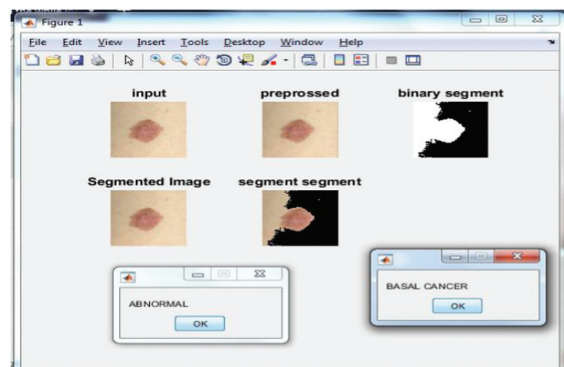 Figure 1
File Edit View Insert Tools Desktop Window Help
input preprossed binary segment
Segmented Image segment segment
ABNORMAL
OK
BASAL CANCER
OK